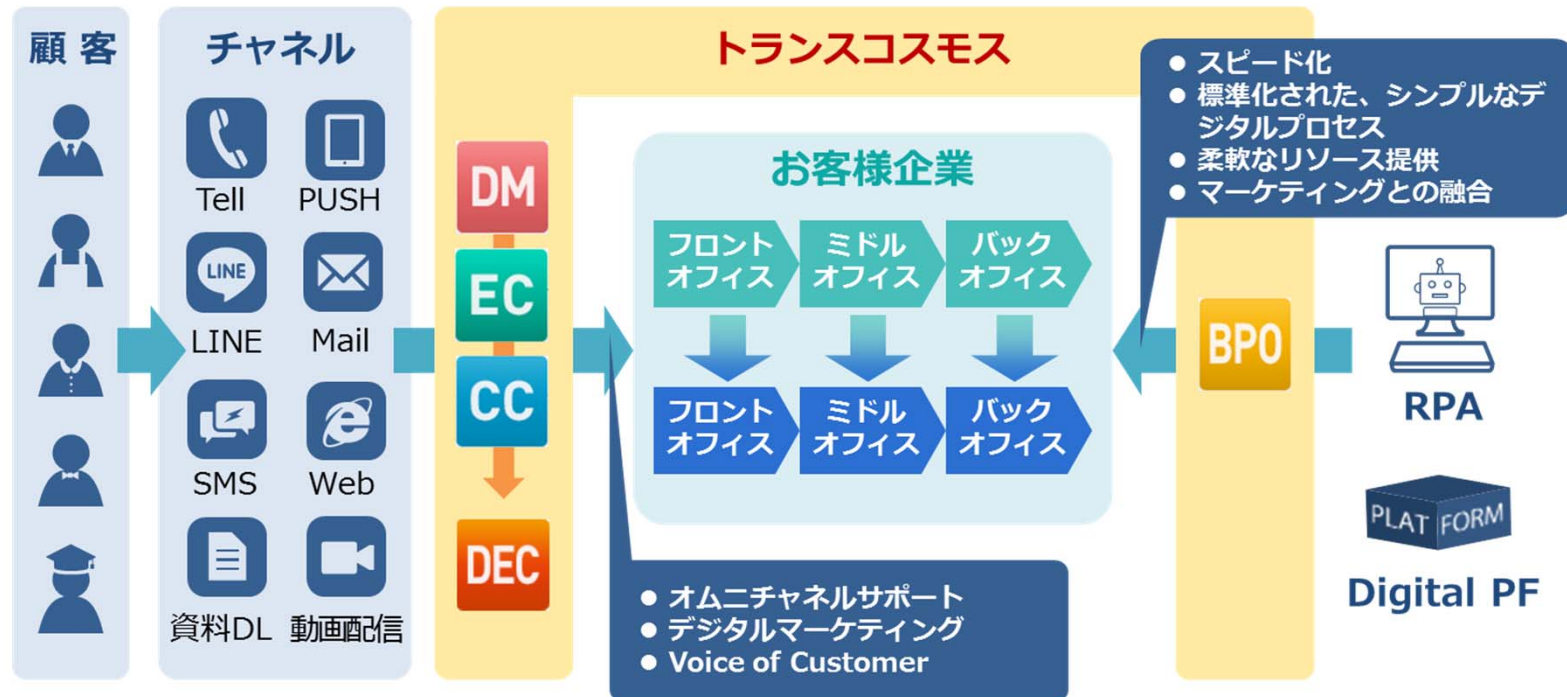 顧客
チャネル
Tell
PUSH
LINE
LINE
Mail
SMS
Web
資料DL
動画配信
トランスコスモス
DM
EC
CC
DEC
お客様企業
フロント
オフィス
ミドル
オフィス
バック
オフィス
フロント
オフィス
ミドル
オフィス
バック
オフィス
● オムニチャネルサポート
● デジタルマーケティング
● Voice of Customer
● スピード化
● 標準化された、シンプルなデ
ジタルプロセス
● 柔軟なリソース提供
● マーケティングとの融合
BPO
RPA
PLAT FORM
Digital PF